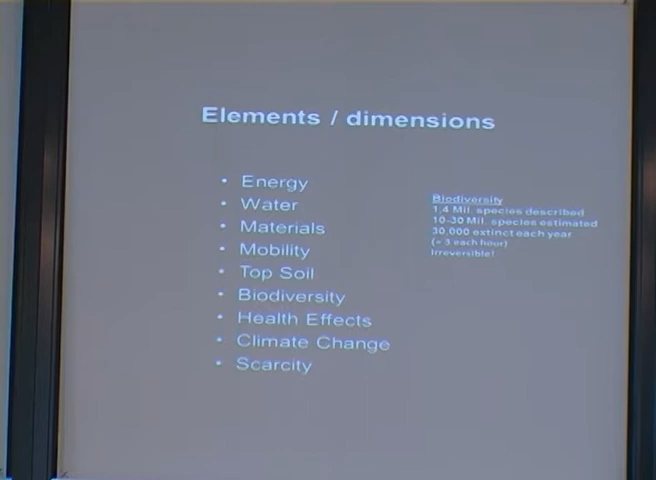 Elements / dimensions
• Energy
• Water
• Materials
• Mobility
• Top Soil
• Biodiversity
• Health Effects
• Climate Change
• Scarcity
Biodiversity
1,4 Mil. species described
10-30 Mil. species estimated
30,000 extinct each year
(= 3 each hour)
Irreversible!